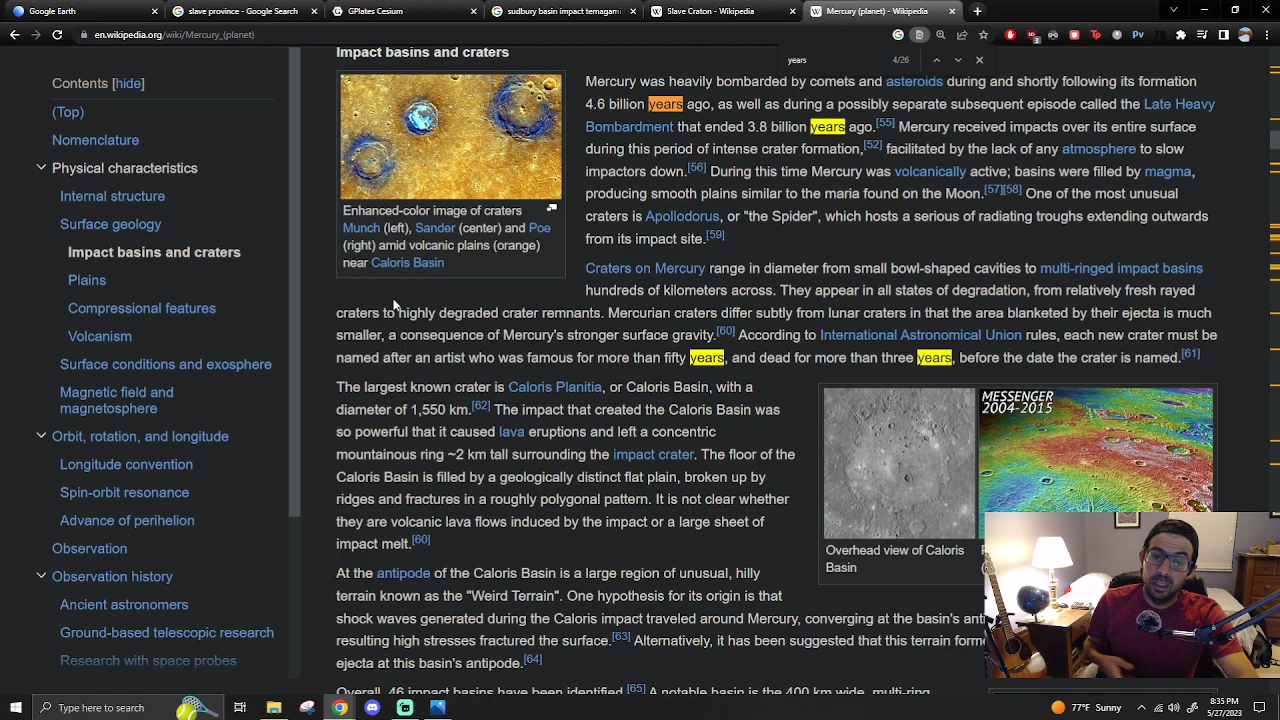 Google Earth
slave province - Google Search
GPlates Cesium
sudbury basin impact temagami
Slave Craton - Wikipedia
Mercury (planet) - Wikipedia
en.wikipedia.org/wiki/Mercury_(planet)
years 4/26
Contents [hide]
(Top)
Nomenclature
Physical characteristics
Internal structure
Surface geology
Impact basins and craters
Plains
Compressional features
Volcanism
Surface conditions and exosphere
Magnetic field and
magnetosphere
Orbit, rotation, and longitude
Longitude convention
Spin-orbit resonance
Advance of perihelion
Observation
Observation history
Ancient astronomers
Ground-based telescopic research
Research with space probes
Impact basins and craters
Enhanced-color image of craters
Munch (left), Sander (center) and Poe
(right) amid volcanic plains (orange)
near Caloris Basin
Mercury was heavily bombarded by comets and asteroids during and shortly following its formation
4.6 billion years ago, as well as during a possibly separate subsequent episode called the Late Heavy
Bombardment that ended 3.8 billion years ago.[55] Mercury received impacts over its entire surface
during this period of intense crater formation,[52] facilitated by the lack of any atmosphere to slow
impactors down.[56] During this time Mercury was volcanically active; basins were filled by magma,
producing smooth plains similar to the maria found on the Moon.[57][58] One of the most unusual
craters is Apollodorus, or "the Spider", which hosts a serious of radiating troughs extending outwards
from its impact site.[59]
Craters on Mercury range in diameter from small bowl-shaped cavities to multi-ringed impact basins
hundreds of kilometers across. They appear in all states of degradation, from relatively fresh rayed
craters to highly degraded crater remnants. Mercurian craters differ subtly from lunar craters in that the area blanketed by their ejecta is much
smaller, a consequence of Mercury's stronger surface gravity.[60] According to International Astronomical Union rules, each new crater must be
named after an artist who was famous for more than fifty years, and dead for more than three years, before the date the crater is named.[61]
The largest known crater is Caloris Planitia, or Caloris Basin, with a
diameter of 1,550 km.[62] The impact that created the Caloris Basin was
so powerful that it caused lava eruptions and left a concentric
mountainous ring ~2 km tall surrounding the impact crater. The floor of the
Caloris Basin is filled by a geologically distinct flat plain, broken up by
ridges and fractures in a roughly polygonal pattern. It is not clear whether
they are volcanic lava flows induced by the impact or a large sheet of
impact melt.[60]
MESSENGER
2004-2015
Overhead view of Caloris
Basin
At the antipode of the Caloris Basin is a large region of unusual, hilly
terrain known as the "Weird Terrain". One hypothesis for its origin is that
shock waves generated during the Caloris impact traveled around Mercury, converging at the basin's
resulting high stresses fractured the surface.[63] Alternatively, it has been suggested that this terrain
ejecta at this basin's antipode.[64]
Overall, 46 impact basins have been identified.[65] A notable basin is the 400 km wide, multi-ring
Type here to search
77°F Sunny
8:35 PM
5/27/2023